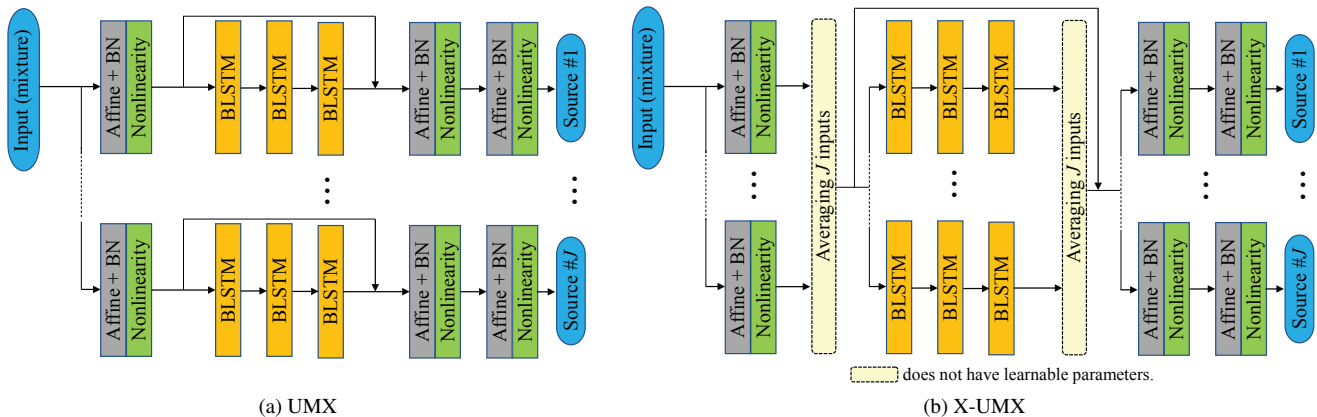 Input (mixture)
Affine + BN
Nonlinearity
BLSTM
BLSTM
BLSTM
Affine + BN
Nonlinearity
Affine + BN
Nonlinearity
Source #1
Affine + BN
Nonlinearity
BLSTM
BLSTM
BLSTM
Affine + BN
Nonlinearity
Affine + BN
Nonlinearity
Source #J
(a) UMX
Input (mixture)
Affine + BN
Nonlinearity
Averaging J inputs
BLSTM
BLSTM
BLSTM
Averaging J inputs
Affine + BN
Nonlinearity
Affine + BN
Nonlinearity
Source #1
Affine + BN
Nonlinearity
BLSTM
BLSTM
BLSTM
Affine + BN
Nonlinearity
Affine + BN
Nonlinearity
Source #J
does not have learnable parameters.
(b) X-UMX